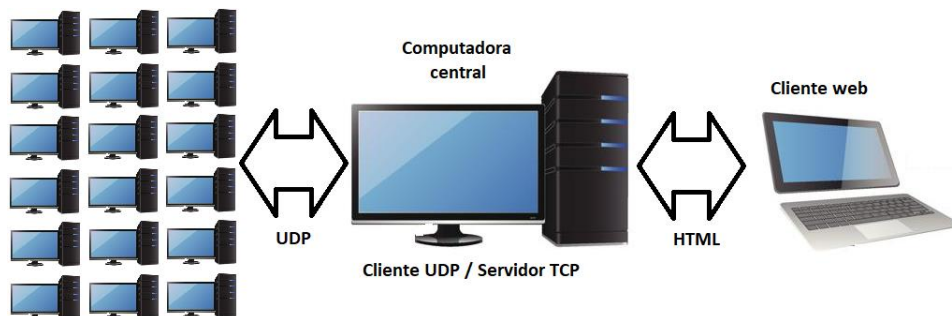 Computadora
central
Cliente web
UDP
HTML
Cliente UDP / Servidor TCP